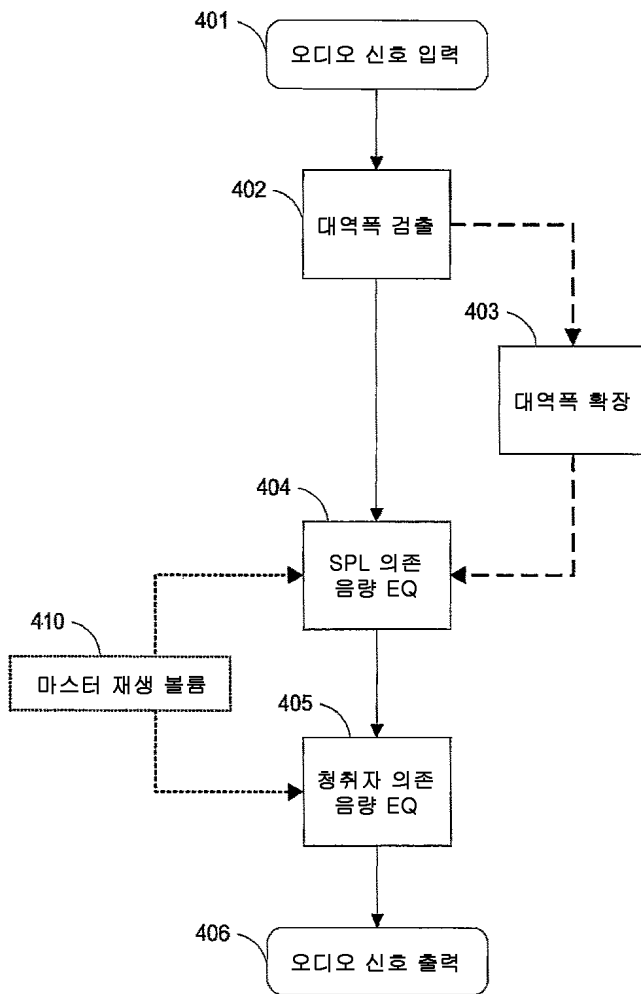 401
오디오 신호 입력
402
대역폭 검출
403
대역폭 확장
404
SPL 의존
음량 EQ
410
마스터 재생 볼륨
405
청취자 의존
음량 EQ
406
오디오 신호 출력